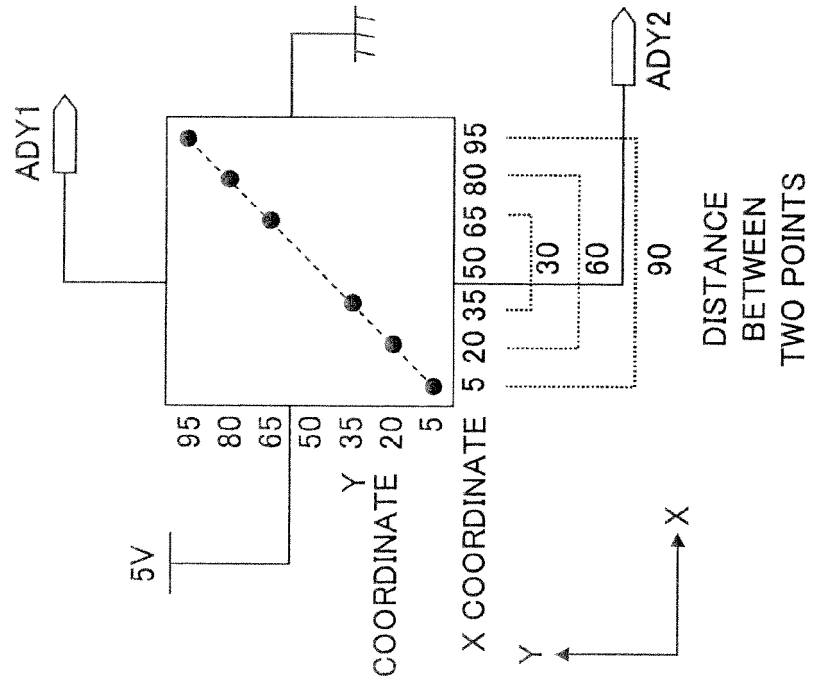 ADY1
5V
95
80
65
50
35
20
5
Y
COORDINATE
X COORDINATE
5 20 35 50 65 80 95
30
60
90
ADY2
DISTANCE
BETWEEN
TWO POINTS
Y
X